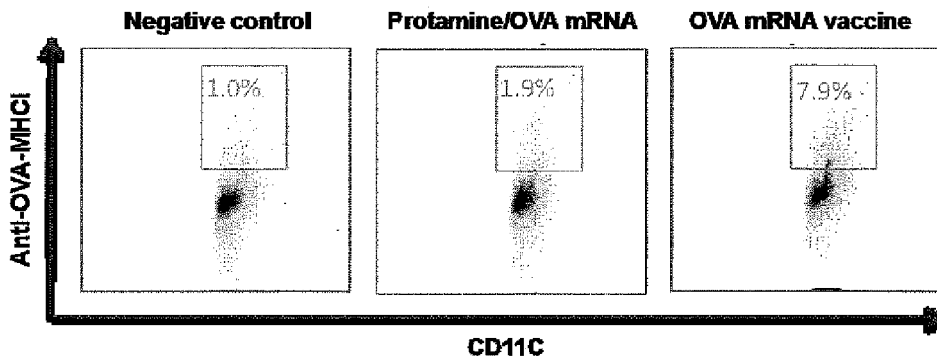 Negative control Protamine/OVA mRNA OVA mRNA vaccine
1.0% 1.9% 7.9%
Anti-OVA-MHCI
CD11C